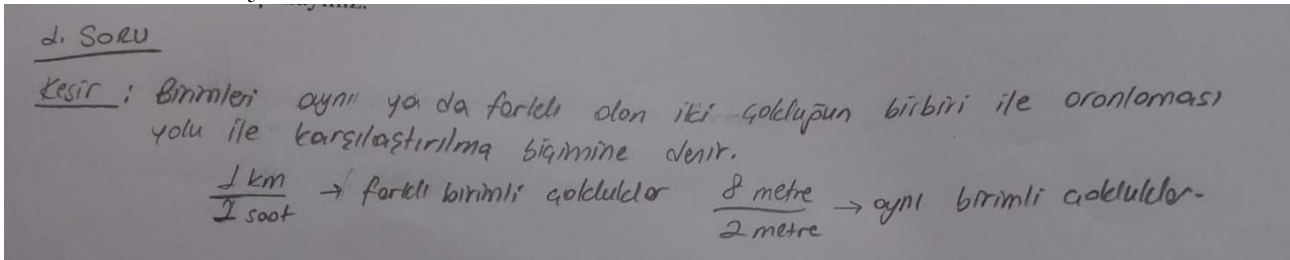 1. SORU
Kesir : Birimleri aynı ya da farklı olan iki çokluğun birbiri ile oranlaması
yolu ile karşılaştırılma biçimine denir.
1 km / 2 saat → farklı birimli çokluklar 8 metre / 2 metre → aynı birimli çokluklar.